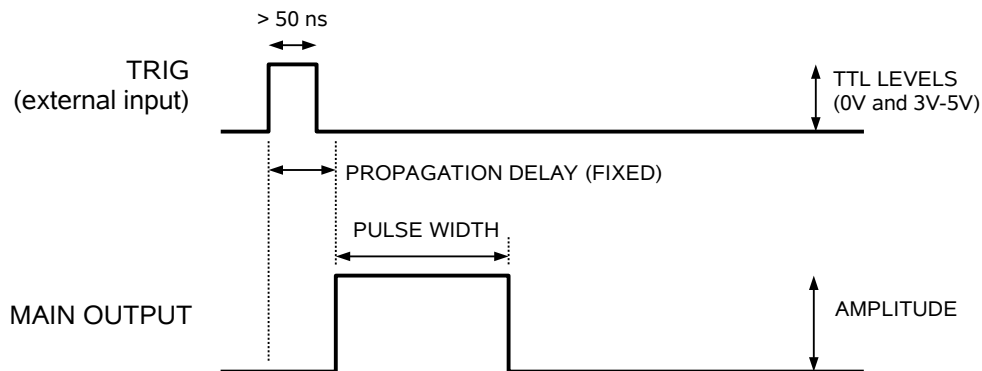 > 50 ns
TRIG
(external input)
TTL LEVELS
(0V and 3V-5V)
PROPAGATION DELAY (FIXED)
PULSE WIDTH
MAIN OUTPUT
AMPLITUDE